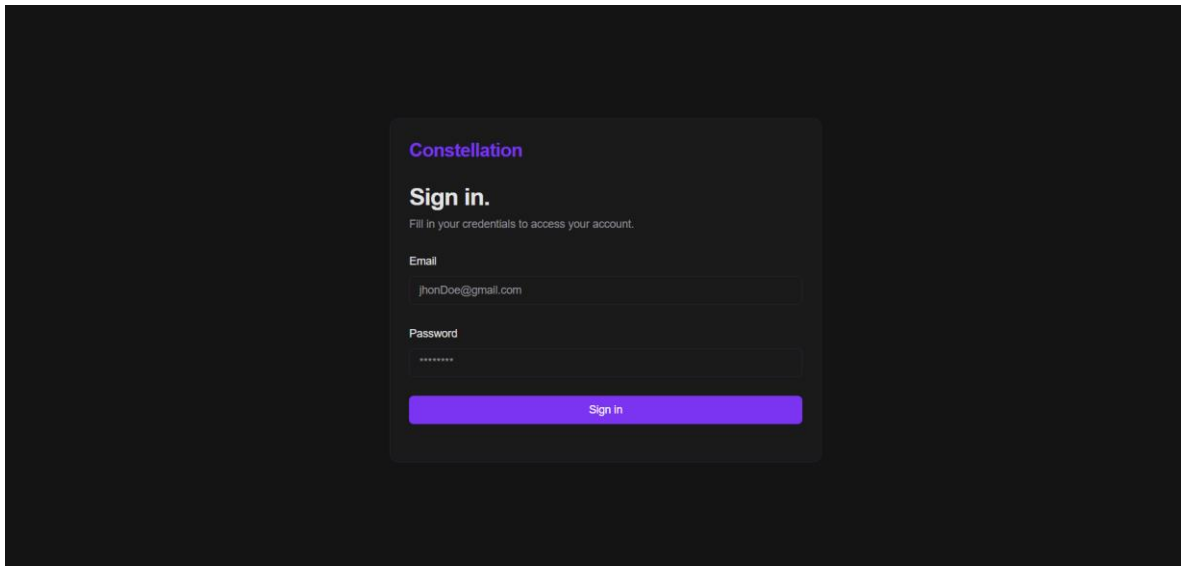 Constellation
Sign in.
Fill in your credentials to access your account.
Email
jhonDoe@gmail.com
Password
********
Sign in